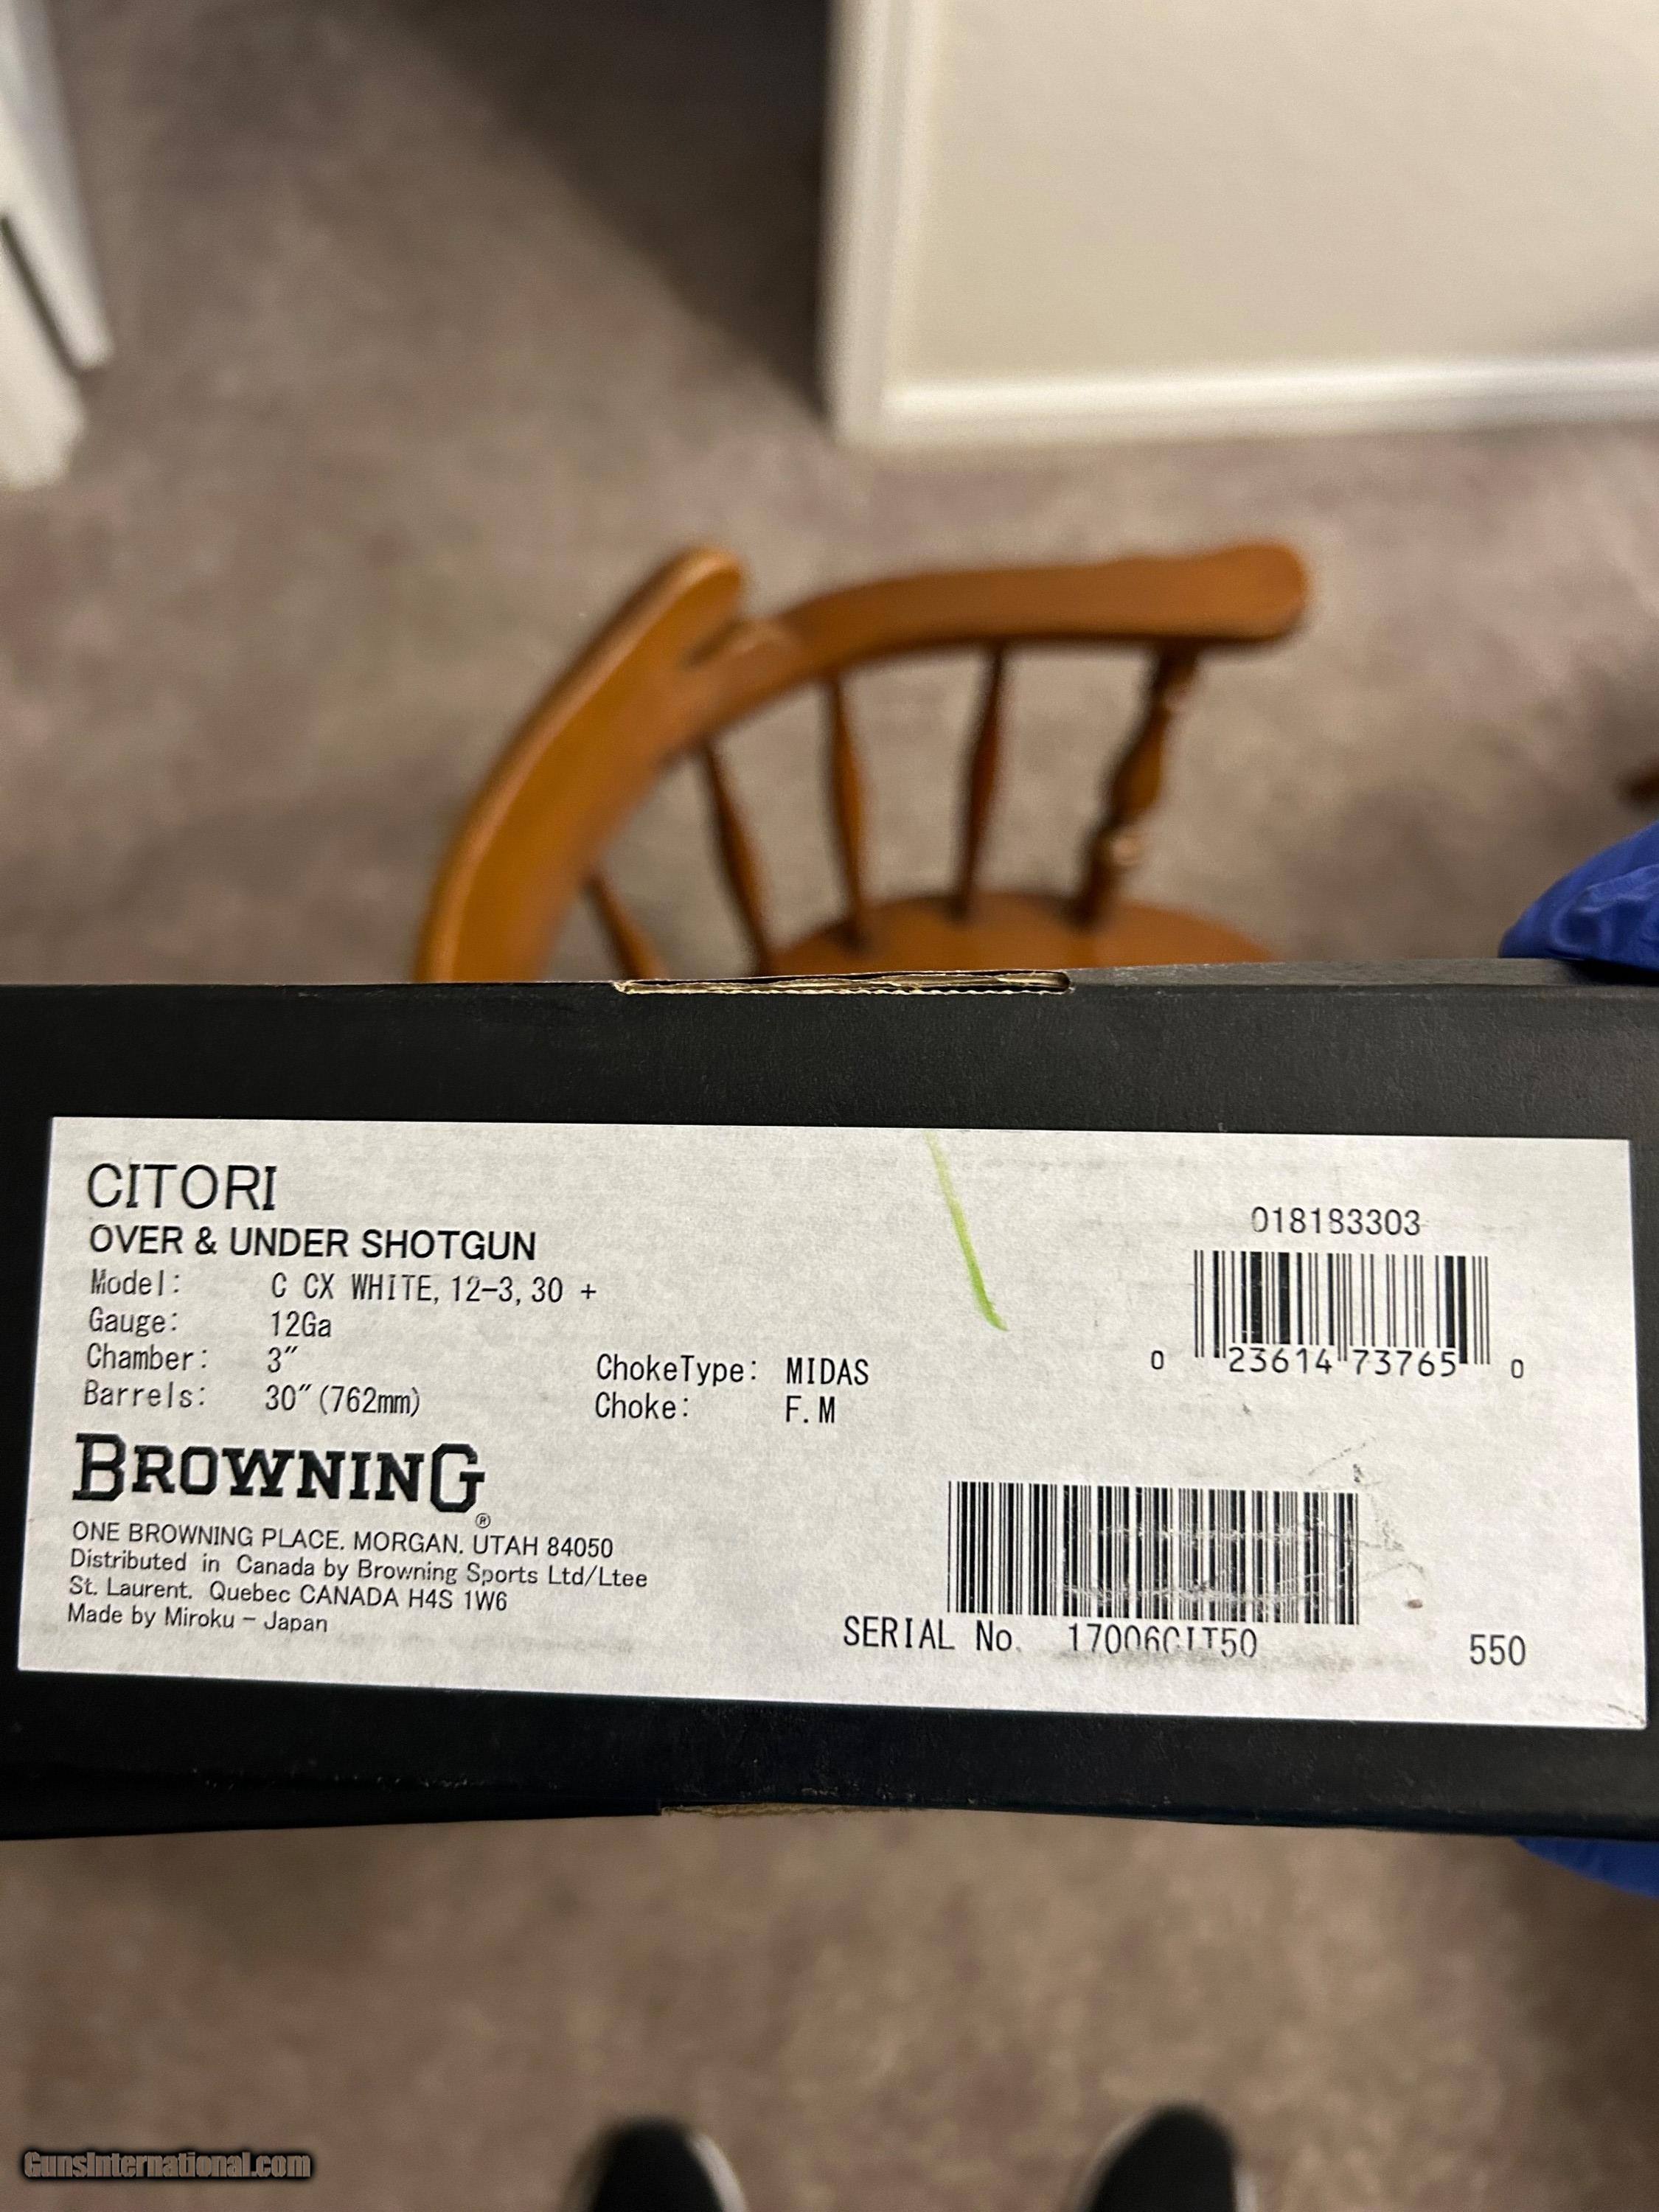 CITORI
OVER & UNDER SHOTGUN
Model: C CX WHITE, 12-3, 30 +
Gauge: 12Ga
Chamber: 3"
Barrels: 30"(762mm)
ChokeType: MIDAS
Choke: F.M
018183303
0 23614 73765 0
BROWNING®
ONE BROWNING PLACE. MORGAN. UTAH 84050
Distributed in Canada by Browning Sports Ltd/Ltee
St. Laurent. Quebec CANADA H4S 1W6
Made by Miroku - Japan
SERIAL No. 17006CIT50
550
GunsInternational.com